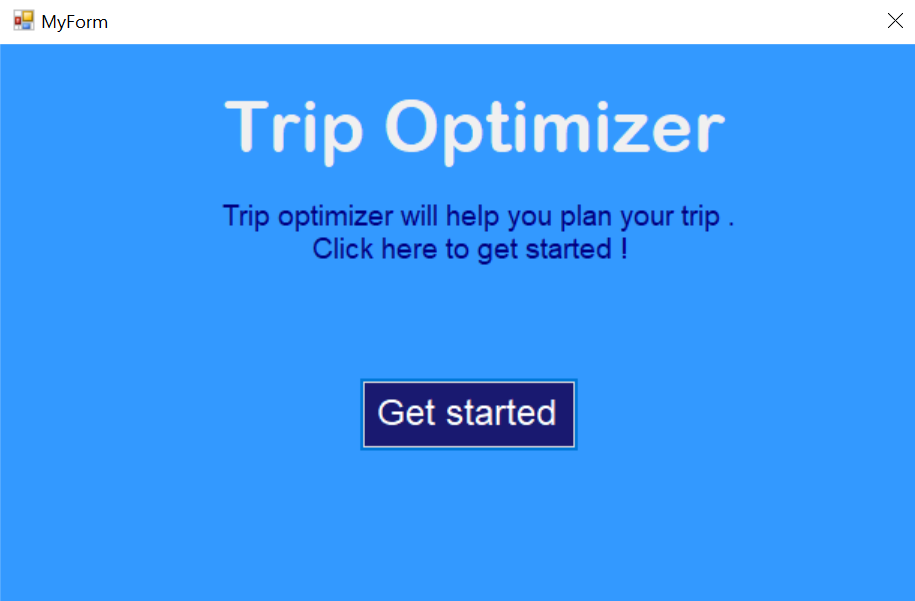 MyForm
Trip Optimizer
Trip optimizer will help you plan your trip .
Click here to get started !
Get started